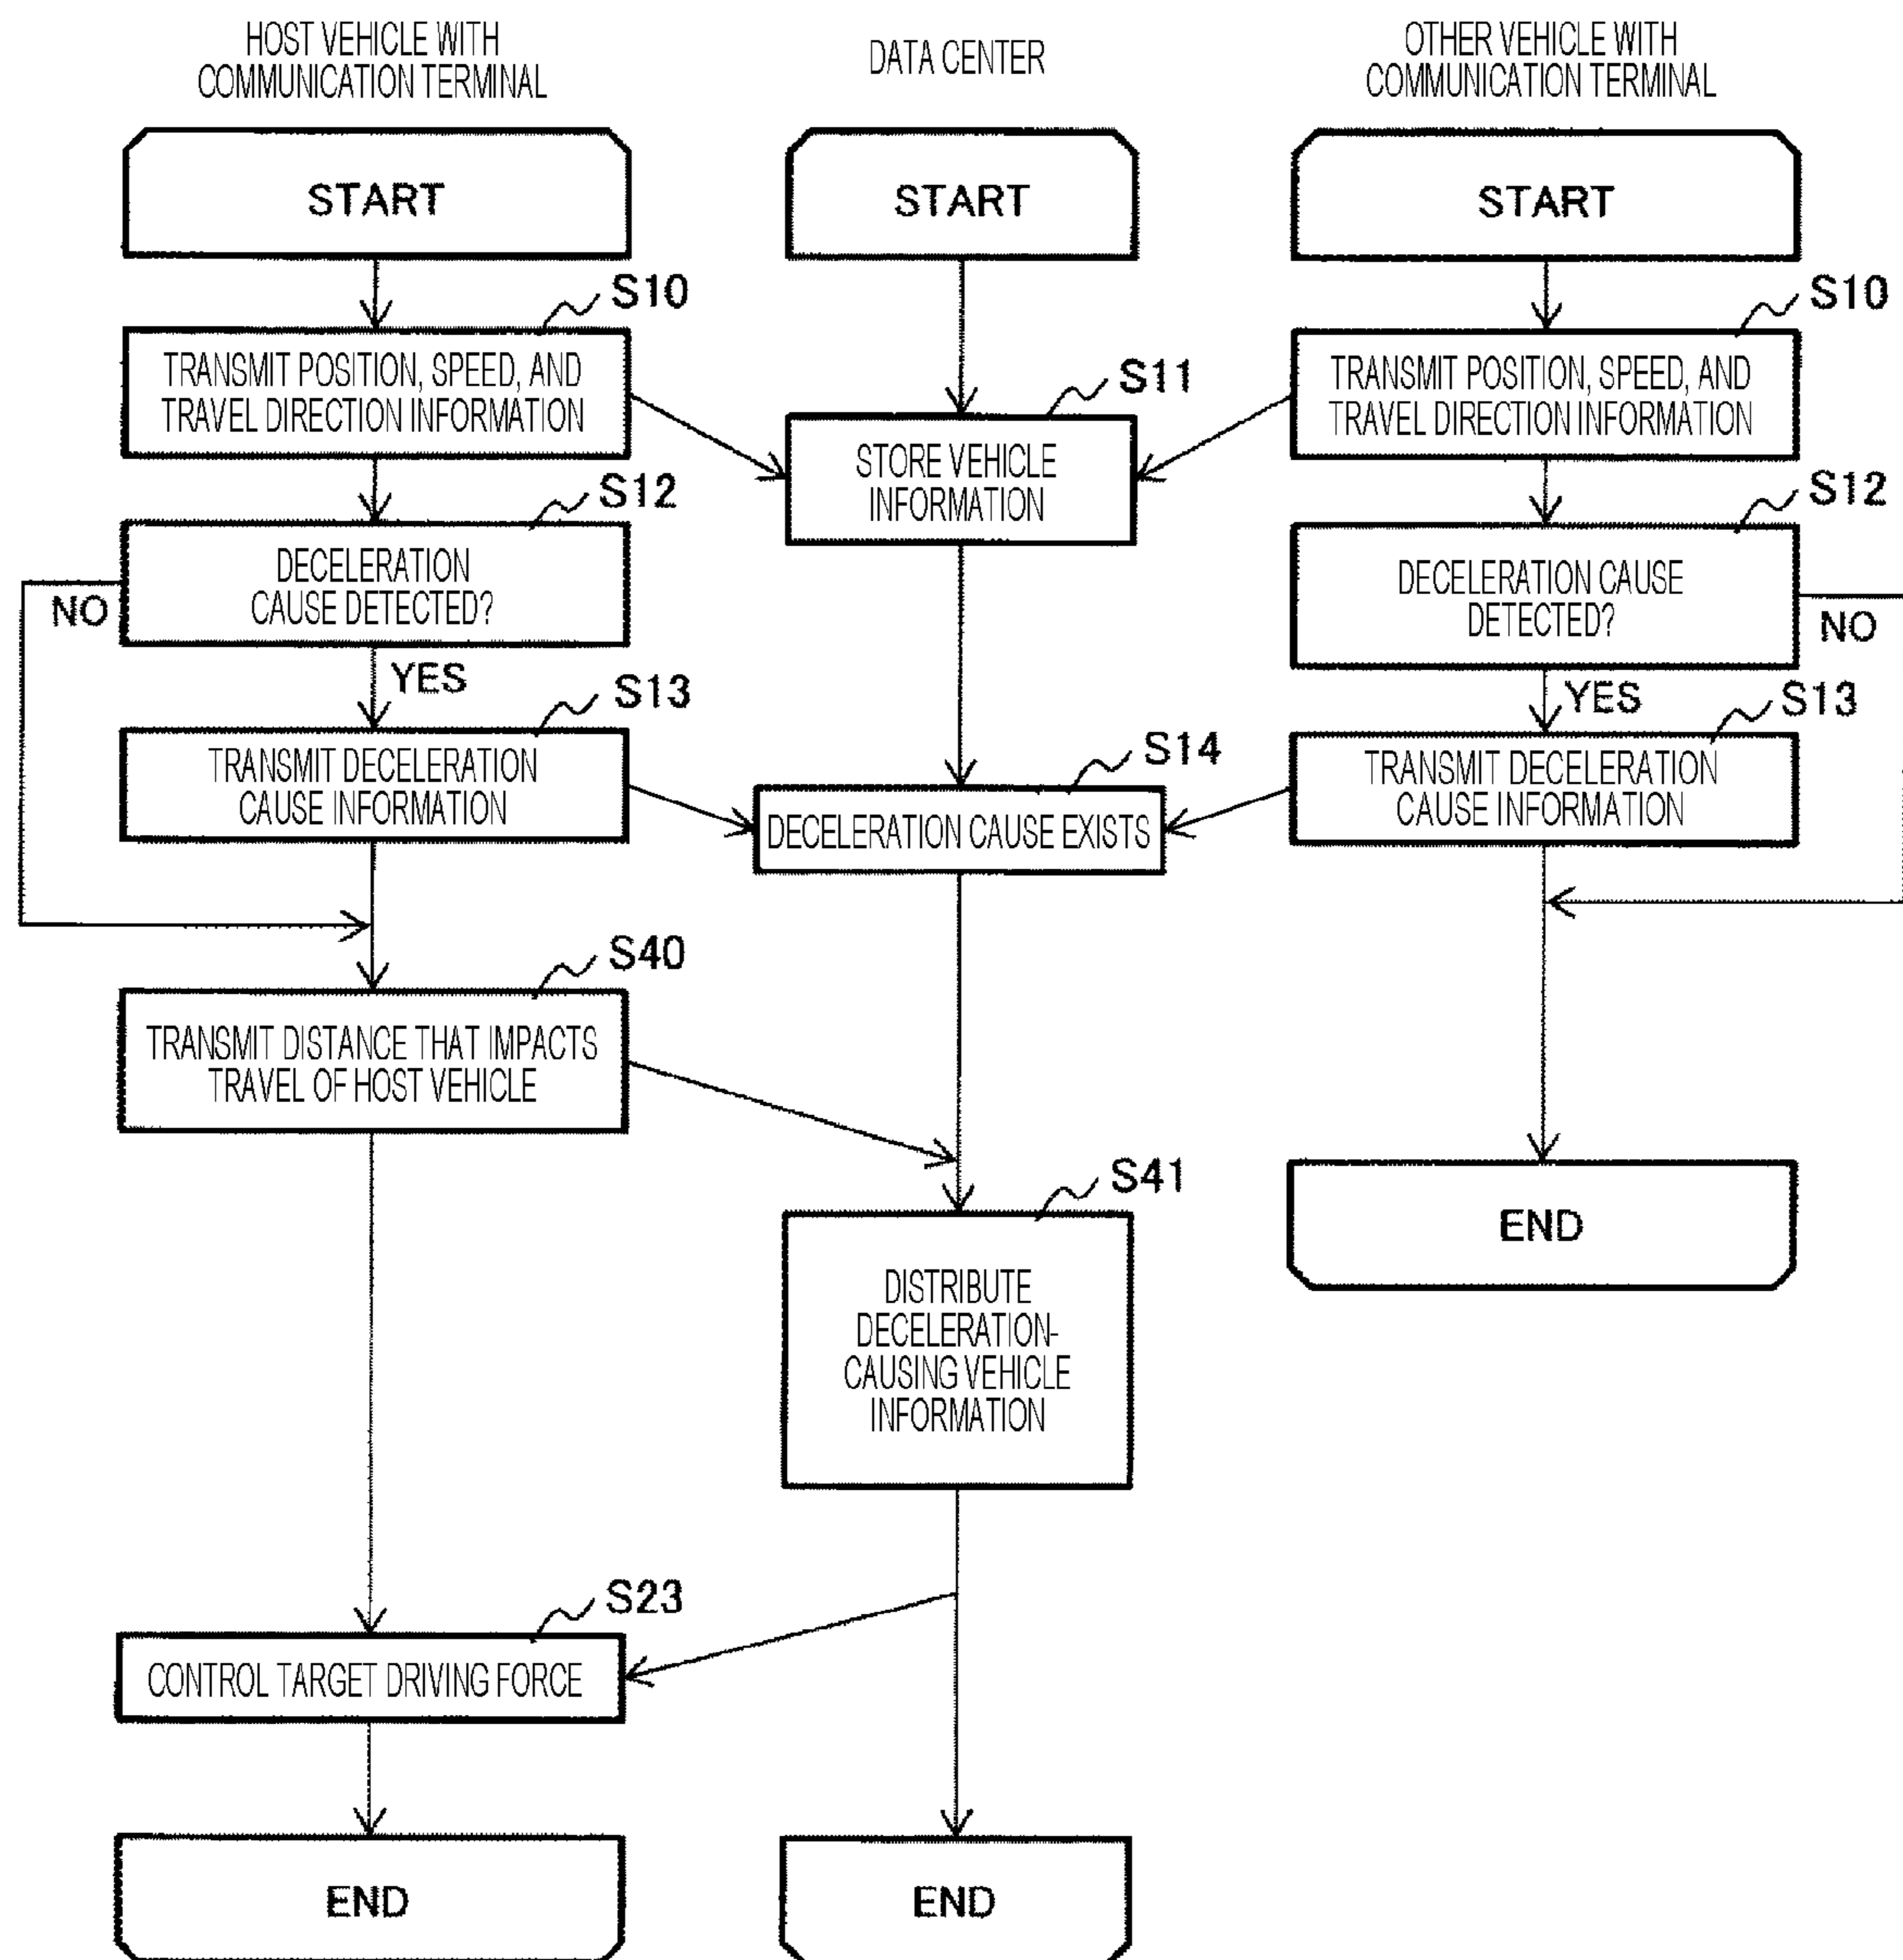 HOST VEHICLE WITH
COMMUNICATION TERMINAL
DATA CENTER
OTHER VEHICLE WITH
COMMUNICATION TERMINAL
START
START
START
S10
TRANSMIT POSITION, SPEED, AND
TRAVEL DIRECTION INFORMATION
S11
STORE VEHICLE
INFORMATION
S10
TRANSMIT POSITION, SPEED, AND
TRAVEL DIRECTION INFORMATION
S12
DECELERATION
CAUSE DETECTED?
NO
YES
S12
DECELERATION CAUSE
DETECTED?
NO
YES
S13
TRANSMIT DECELERATION
CAUSE INFORMATION
S14
DECELERATION CAUSE EXISTS
S13
TRANSMIT DECELERATION
CAUSE INFORMATION
S40
TRANSMIT DISTANCE THAT IMPACTS
TRAVEL OF HOST VEHICLE
S41
DISTRIBUTE
DECELERATION-
CAUSING VEHICLE
INFORMATION
END
S23
CONTROL TARGET DRIVING FORCE
END
END